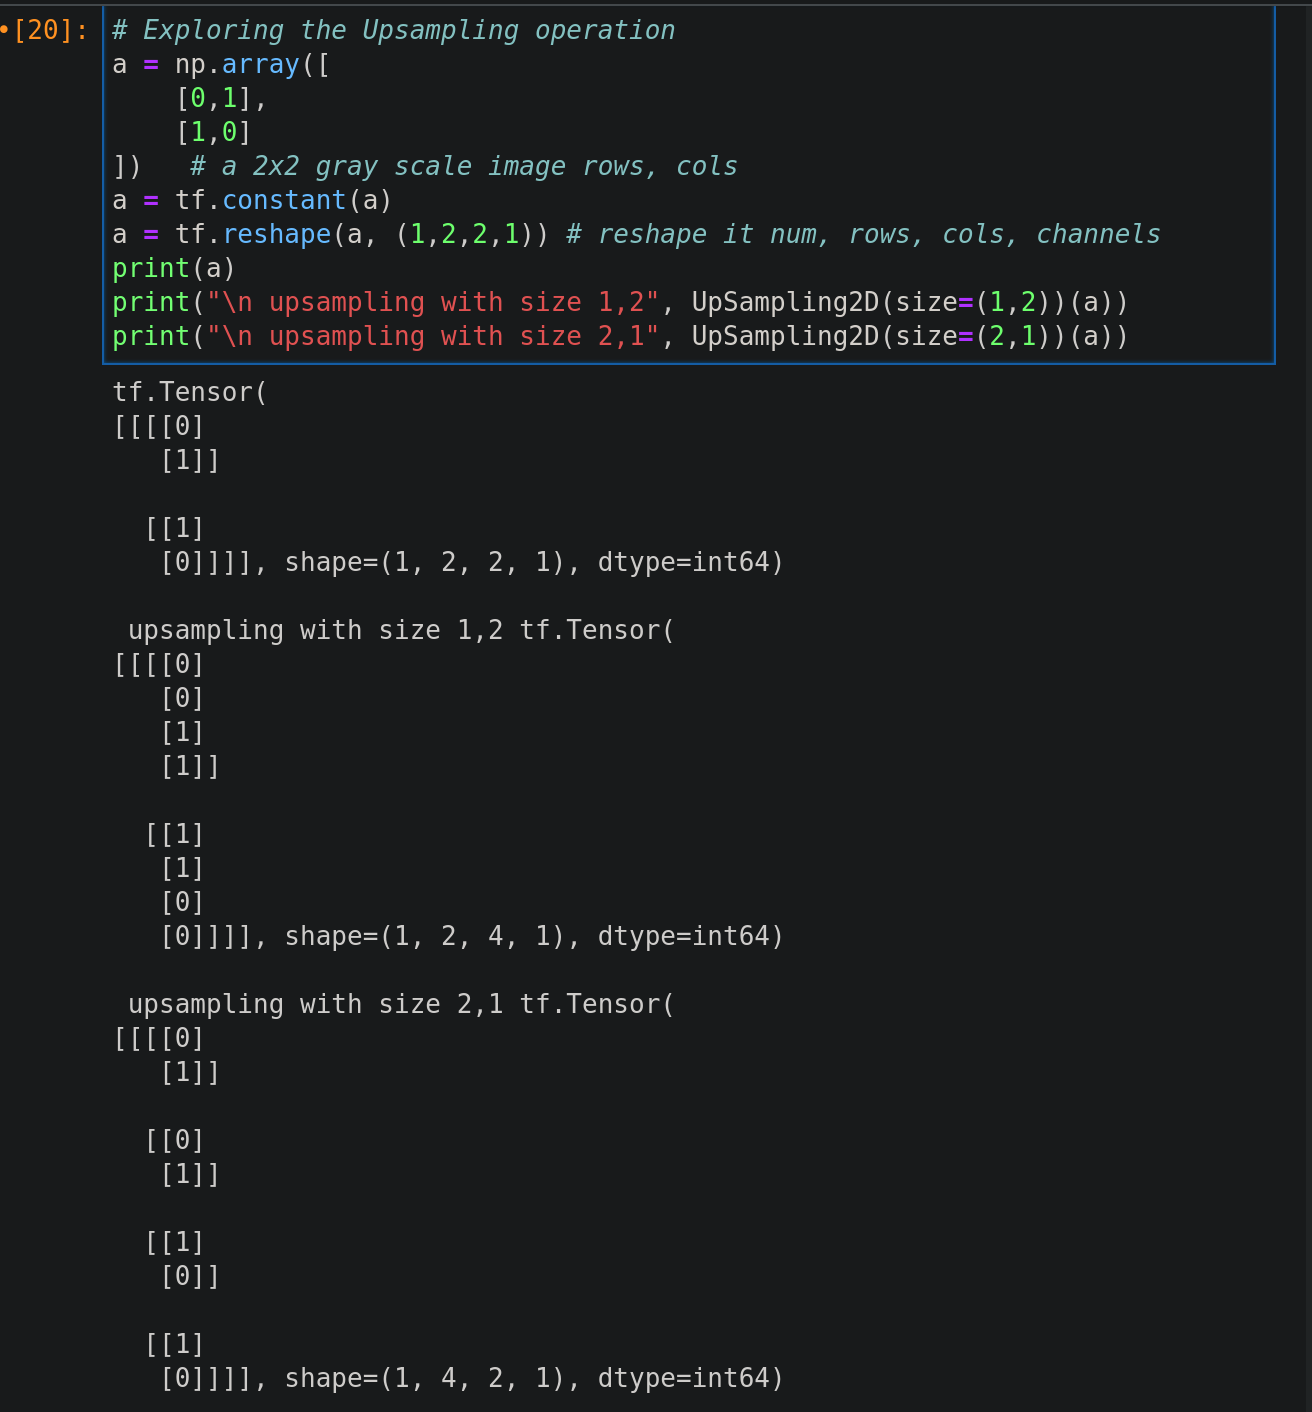 •[20]: # Exploring the Upsampling operation
a = np.array([
    [0,1],
    [1,0]
])   # a 2x2 gray scale image rows, cols
a = tf.constant(a)
a = tf.reshape(a, (1,2,2,1)) # reshape it num, rows, cols, channels
print(a)
print("\n upsampling with size 1,2", UpSampling2D(size=(1,2))(a))
print("\n upsampling with size 2,1", UpSampling2D(size=(2,1))(a))
tf.Tensor(
[[[[0]
   [1]]

  [[1]
   [0]]]], shape=(1, 2, 2, 1), dtype=int64)

 upsampling with size 1,2 tf.Tensor(
[[[[0]
   [0]
   [1]
   [1]]

  [[1]
   [1]
   [0]
   [0]]]], shape=(1, 2, 4, 1), dtype=int64)

 upsampling with size 2,1 tf.Tensor(
[[[[0]
   [1]]

  [[0]
   [1]]

  [[1]
   [0]]

  [[1]
   [0]]]], shape=(1, 4, 2, 1), dtype=int64)